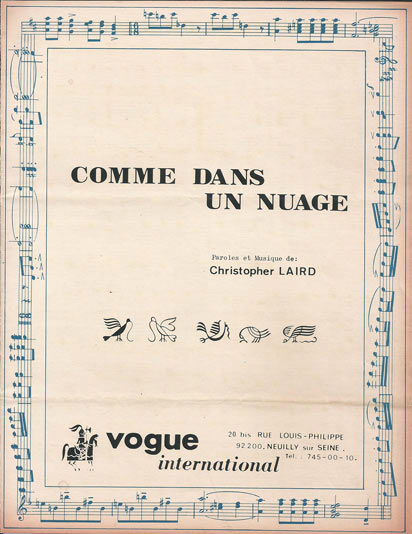 COMME DANS
UN NUAGE
Paroles et Musique de:
Christopher LAIRD
vogue
international
20 bis RUE LOUIS-PHILIPPE
92200. NEUILLY sur SEINE.
Tel. : 745-00-10.